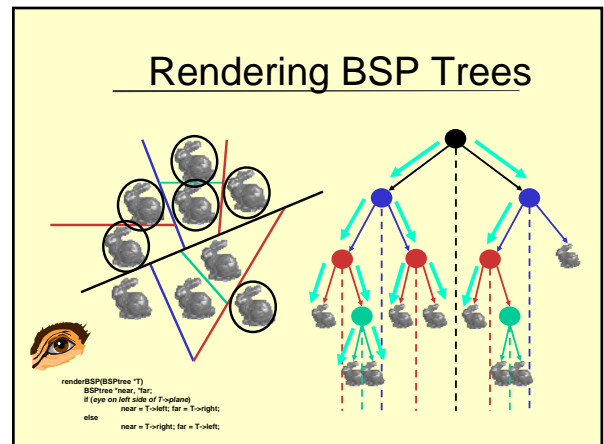 Rendering BSP Trees
renderBSP(BSPtree *T)
BSPtree *near, *far;
if (eye on left side of T->plane)
near = T->left; far = T->right;
else
near = T->right; far = T->left;